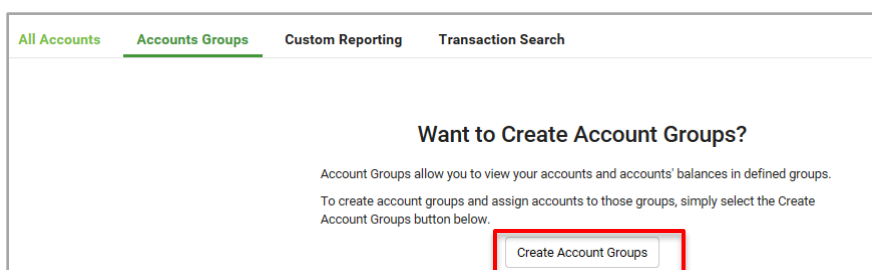 All Accounts Accounts Groups Custom Reporting Transaction Search
Want to Create Account Groups?
Account Groups allow you to view your accounts and accounts' balances in defined groups.
To create account groups and assign accounts to those groups, simply select the Create
Account Groups button below.
Create Account Groups